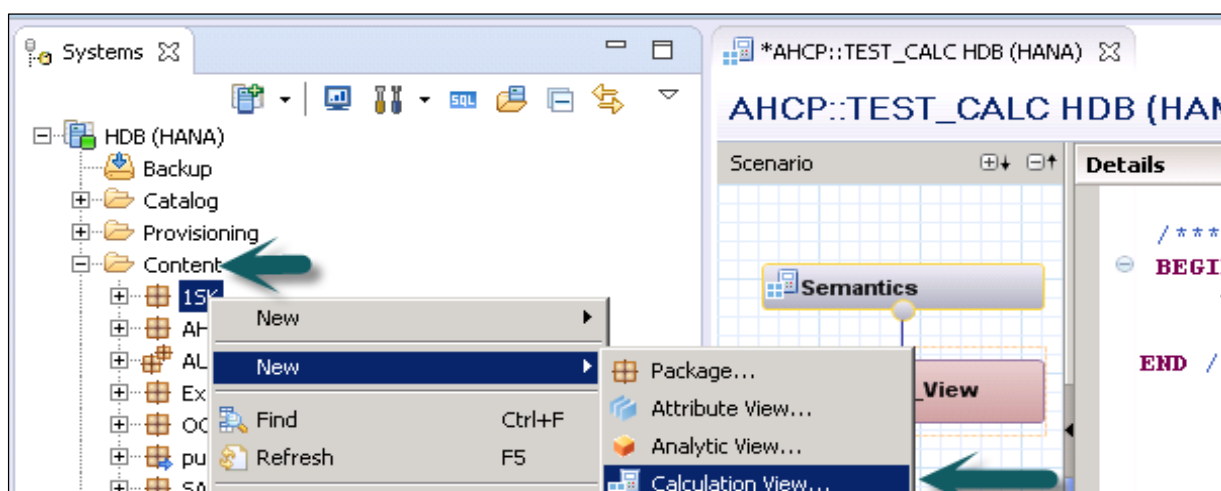 Systems
*AHCP::TEST_CALC HDB (HANA)
SQL
AHCP::TEST_CALC HDB (HAN
HDB (HANA)
Backup
Catalog
Provisioning
Content
1SK
AH
AL
Ex
OC
pu
SA
New
New
Find Ctrl+F
Refresh F5
Package...
Attribute View...
Analytic View...
Calculation View...
Scenario
Semantics
_View
Details
/****
BEGI
END /